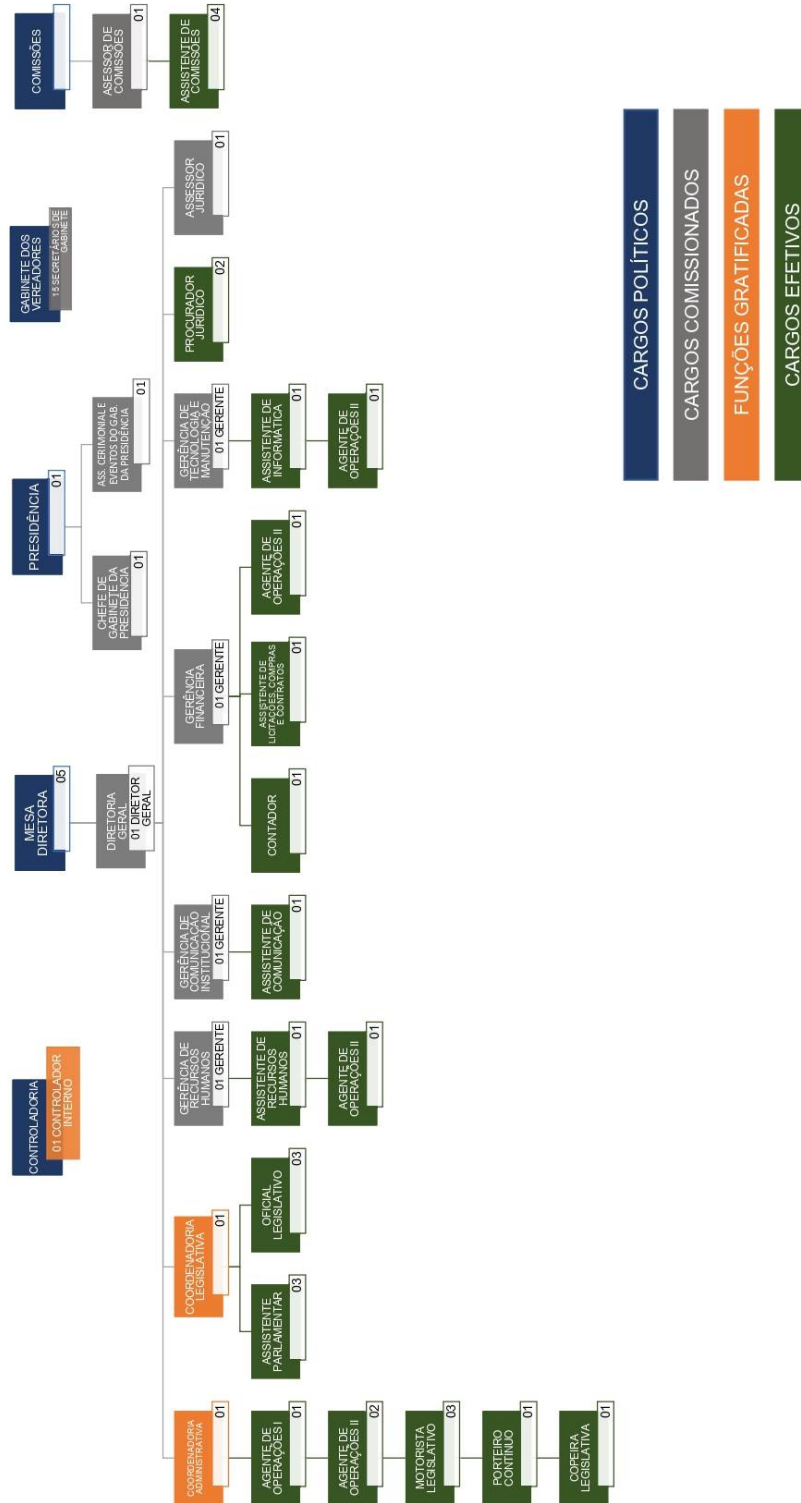 CONTROLADORIA
01 CONTROLADOR
INTERNO
MESA
DIRETORA
05
DIRETORIA
GERAL
01 DIRETOR
GERAL
PRESIDÊNCIA
01
CHEFE DE
GABINETE DA
PRESIDÊNCIA
01
ASS. CERIMONIAL E
EVENTOS DO GAB.
DA PRESIDÊNCIA
01
GABINETE DOS
VEREADORES
15 SECRETÁRIOS DE
GABINETE
COMISSÕES
ASESSOR DE
COMISSÕES
01
ASSISTENTE DE
COMISSÕES
04
COORDENADORIA
ADMINISTRATIVA
01
AGENTE DE
OPERAÇÕES I
01
AGENTE DE
OPERAÇÕES II
02
MOTORISTA
LEGISLATIVO
03
PORTEIRO
CONTINUO
01
COPEIRA
LEGISLATIVA
01
COORDENADORIA
LEGISLATIVA
01
ASSISTENTE
PARLAMENTAR
03
OFICIAL
LEGISLATIVO
03
GERÊNCIA DE
RECURSOS
HUMANOS
01 GERENTE
ASSISTENTE DE
RECURSOS
HUMANOS
01
AGENTE DE
OPERAÇÕES II
01
GERÊNCIA DE
COMUNICAÇÃO
INSTITUCIONAL
01 GERENTE
ASSISTENTE DE
COMUNICAÇÃO
01
GERÊNCIA
FINANCEIRA
01 GERENTE
CONTADOR
01
ASSISTENTE DE
LICITAÇÕES, COMPRAS
E CONTRATOS
01
AGENTE DE
OPERAÇÕES II
01
GERÊNCIA DE
TECNOLOGIA E
MANUTENÇÃO
01 GERENTE
ASSISTENTE DE
INFORMÁTICA
01
AGENTE DE
OPERAÇÕES II
01
PROCURADOR
JURÍDICO
02
ASSESSOR
JURÍDICO
01
CARGOS POLÍTICOS
CARGOS COMISSIONADOS
FUNÇÕES GRATIFICADAS
CARGOS EFETIVOS